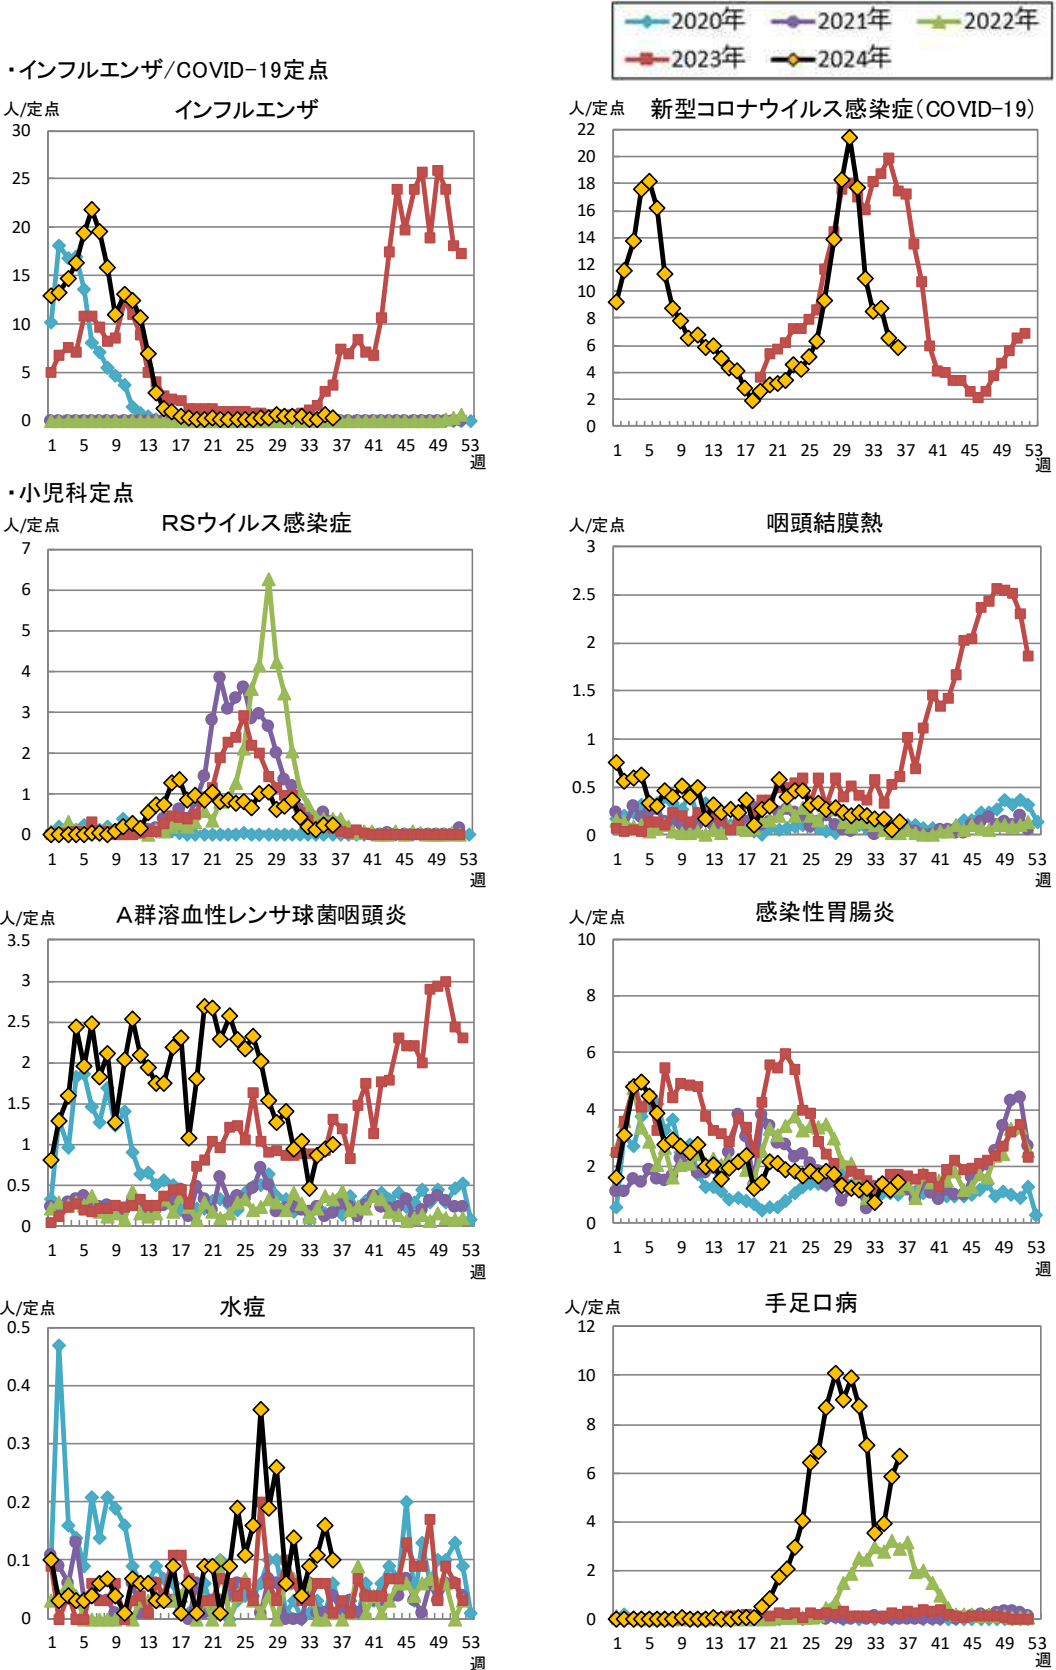 2020年 2021年 2022年
2023年 2024年
・インフルエンザ/COVID-19定点
人/定点 インフルエンザ
30
25
20
15
10
5
0
1 5 9 13 17 21 25 29 33 37 41 45 49 53
週
人/定点 新型コロナウイルス感染症(COVID-19)
22
20
18
16
14
12
10
8
6
4
2
0
1 5 9 13 17 21 25 29 33 37 41 45 49 53
週
・小児科定点
人/定点 RSウイルス感染症
7
6
5
4
3
2
1
0
1 5 9 13 17 21 25 29 33 37 41 45 49 53
週
人/定点 咽頭結膜熱
3
2.5
2
1.5
1
0.5
0
1 5 9 13 17 21 25 29 33 37 41 45 49 53
週
人/定点 A群溶血性レンサ球菌咽頭炎
3.5
3
2.5
2
1.5
1
0.5
0
1 5 9 13 17 21 25 29 33 37 41 45 49 53
週
人/定点 感染性胃腸炎
10
8
6
4
2
0
1 5 9 13 17 21 25 29 33 37 41 45 49 53
週
人/定点 水痘
0.5
0.4
0.3
0.2
0.1
0
1 5 9 13 17 21 25 29 33 37 41 45 49 53
週
人/定点 手足口病
12
10
8
6
4
2
0
1 5 9 13 17 21 25 29 33 37 41 45 49 53
週